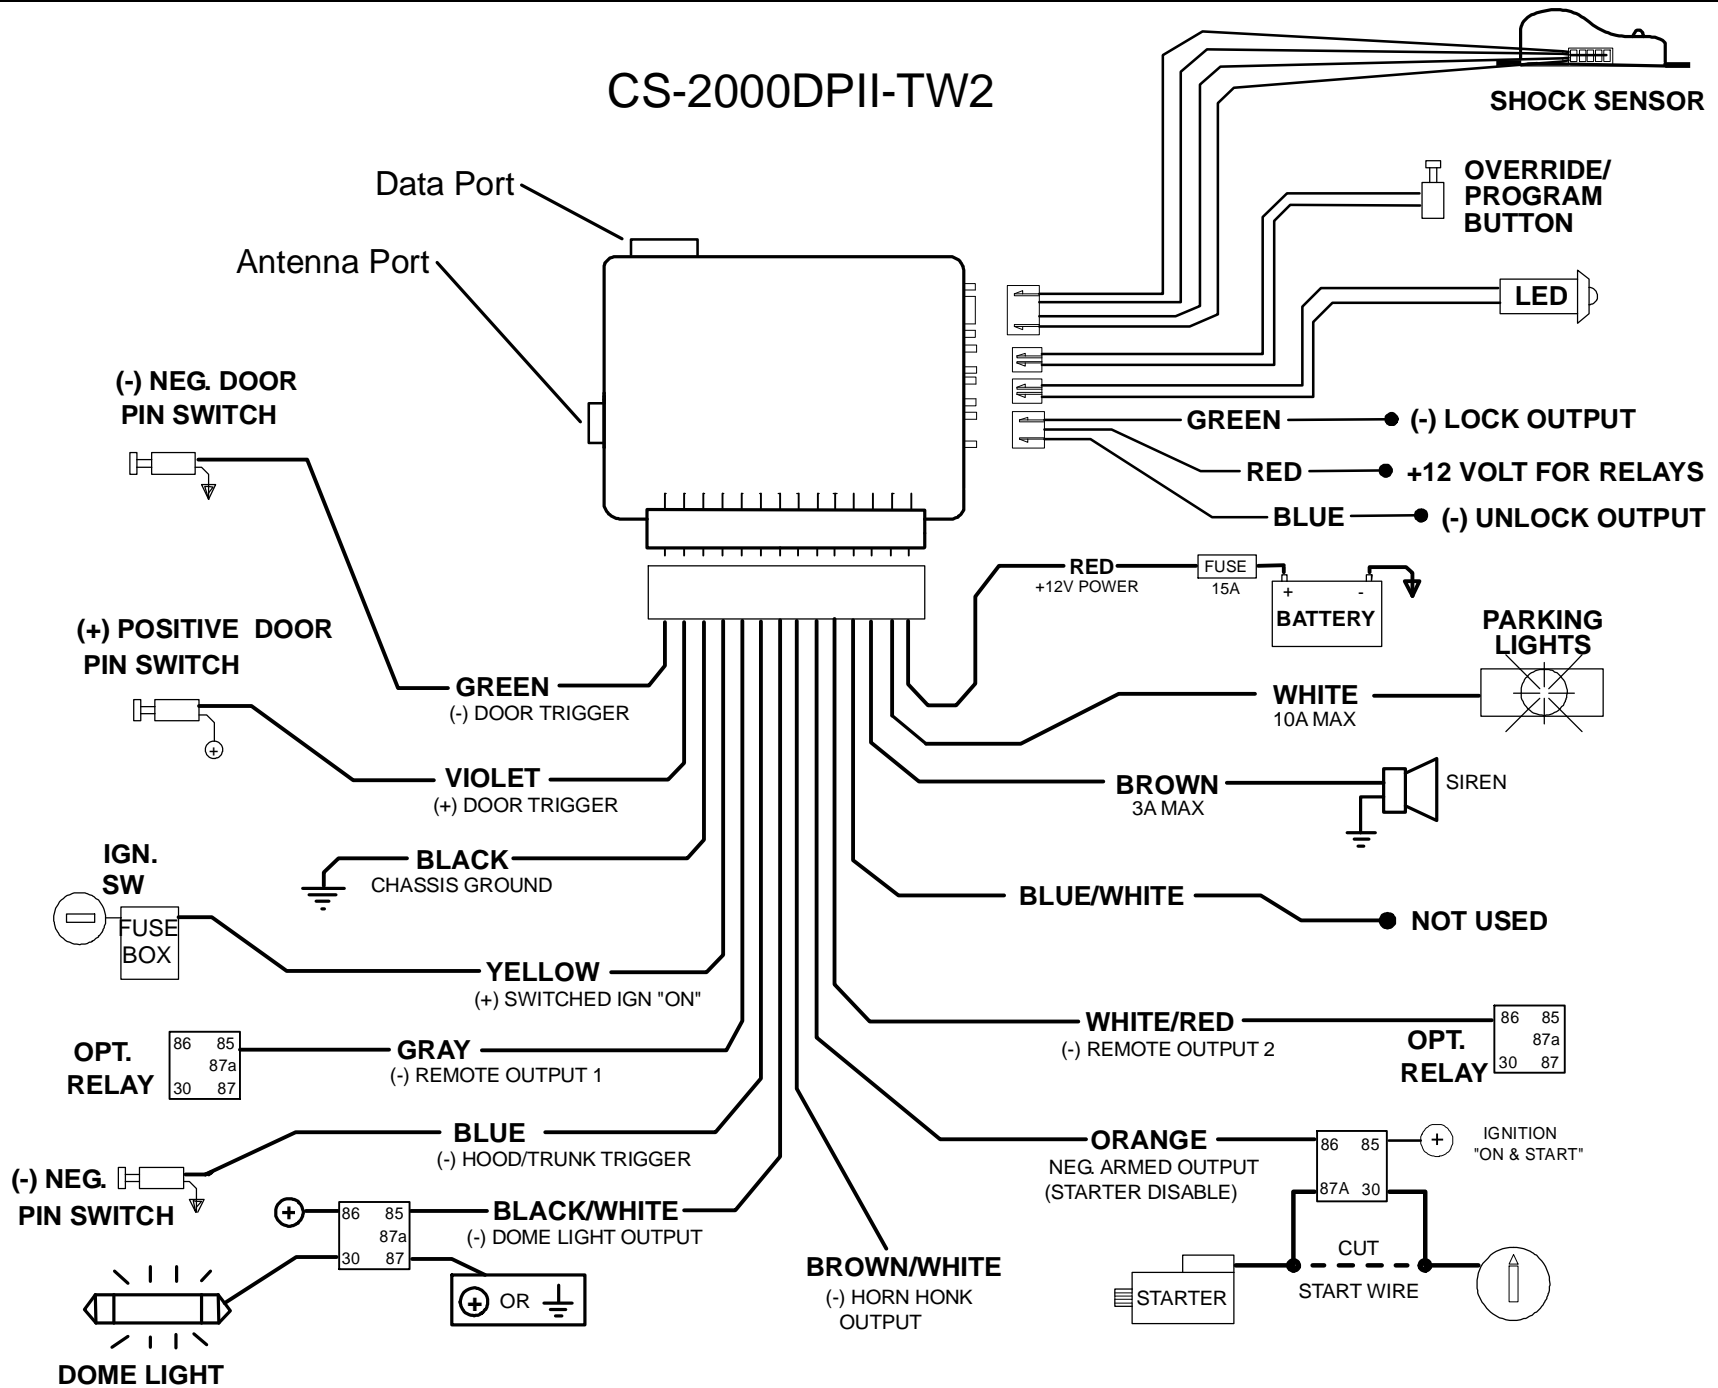 CS-2000DPII-TW2
SHOCK SENSOR
Data Port
Antenna Port
OVERRIDE/
PROGRAM
BUTTON
LED
(-) NEG. DOOR
PIN SWITCH
GREEN
(-) LOCK OUTPUT
RED
+12 VOLT FOR RELAYS
BLUE
(-) UNLOCK OUTPUT
RED
+12V POWER
FUSE
15A
+ -
BATTERY
(+) POSITIVE DOOR
PIN SWITCH
PARKING
LIGHTS
GREEN
(-) DOOR TRIGGER
WHITE
10A MAX
+
VIOLET
(+) DOOR TRIGGER
BROWN
3A MAX
SIREN
IGN.
SW
FUSE
BOX
BLACK
CHASSIS GROUND
BLUE/WHITE
NOT USED
YELLOW
(+) SWITCHED IGN "ON"
OPT.
RELAY
86 85
87a
30 87
GRAY
(-) REMOTE OUTPUT 1
WHITE/RED
(-) REMOTE OUTPUT 2
OPT.
RELAY
86 85
87a
30 87
BLUE
(-) HOOD/TRUNK TRIGGER
(-) NEG.
PIN SWITCH
ORANGE
NEG. ARMED OUTPUT
(STARTER DISABLE)
86 85
87A 30
+
IGNITION
"ON & START"
+
86 85
87a
30 87
BLACK/WHITE
(-) DOME LIGHT OUTPUT
+ OR
DOME LIGHT
BROWN/WHITE
(-) HORN HONK
OUTPUT
CUT
START WIRE
STARTER